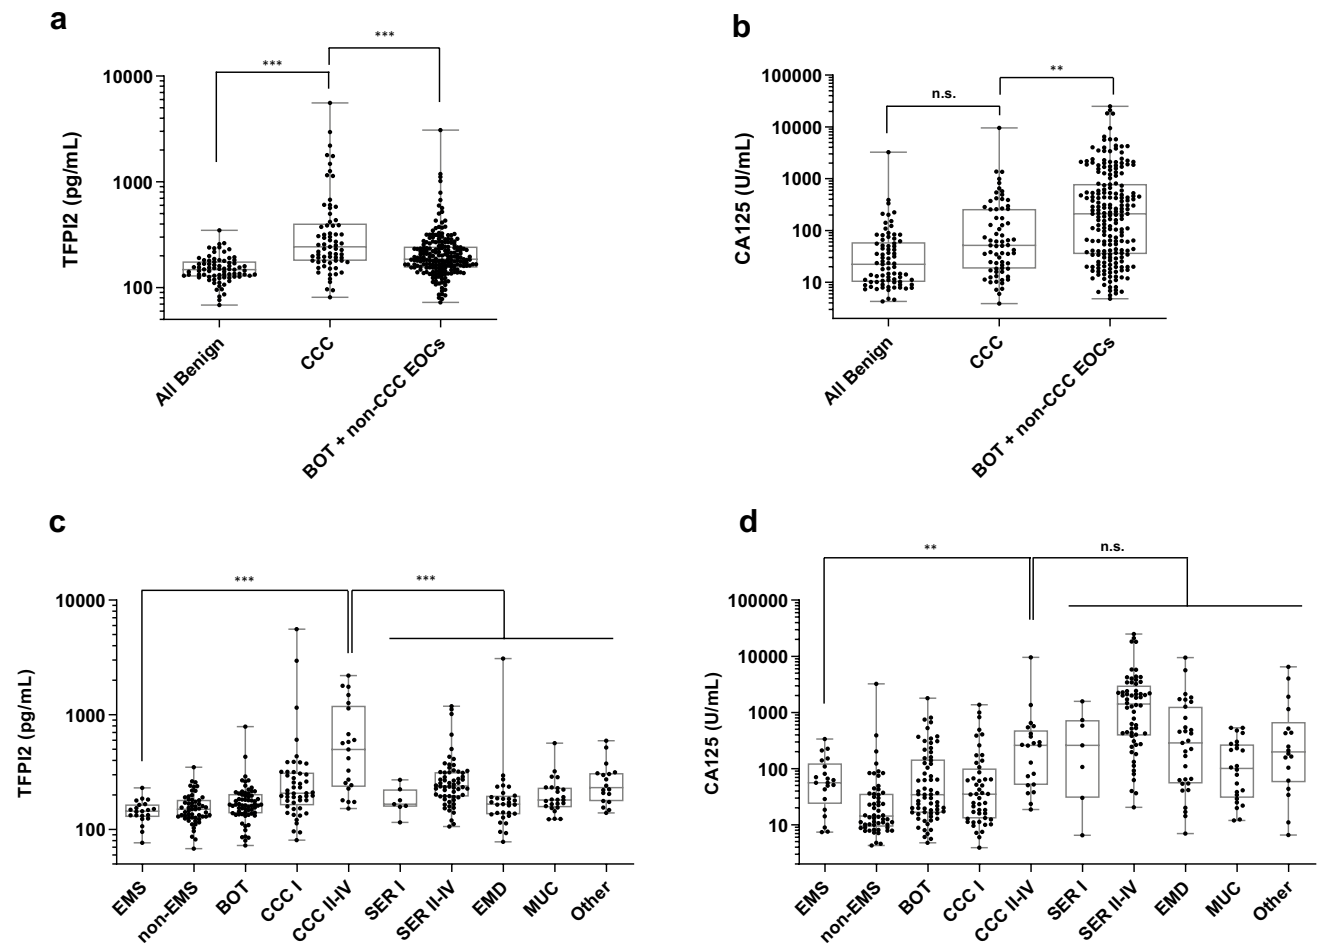 a
***
***
10000
1000
100
TFPI2 (pg/mL)
All Benign
CCC
BOT + non-CCC EOCs
b
n.s.
**
100000
10000
1000
100
10
CA125 (U/mL)
All Benign
CCC
BOT + non-CCC EOCs
c
***
***
10000
1000
100
TFPI2 (pg/mL)
EMS
non-EMS
BOT
CCC I
CCC II-IV
SER I
SER II-IV
EMD
MUC
Other
d
**
n.s.
100000
10000
1000
100
10
CA125 (U/mL)
EMS
non-EMS
BOT
CCC I
CCC II-IV
SER I
SER II-IV
EMD
MUC
Other